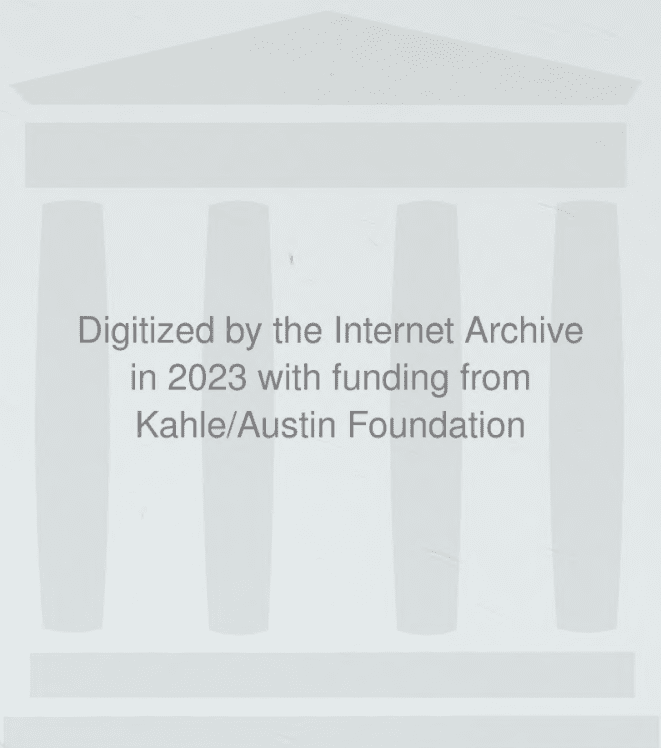 Digitized by the Internet Archive
in 2023 with funding from
Kahle/Austin Foundation